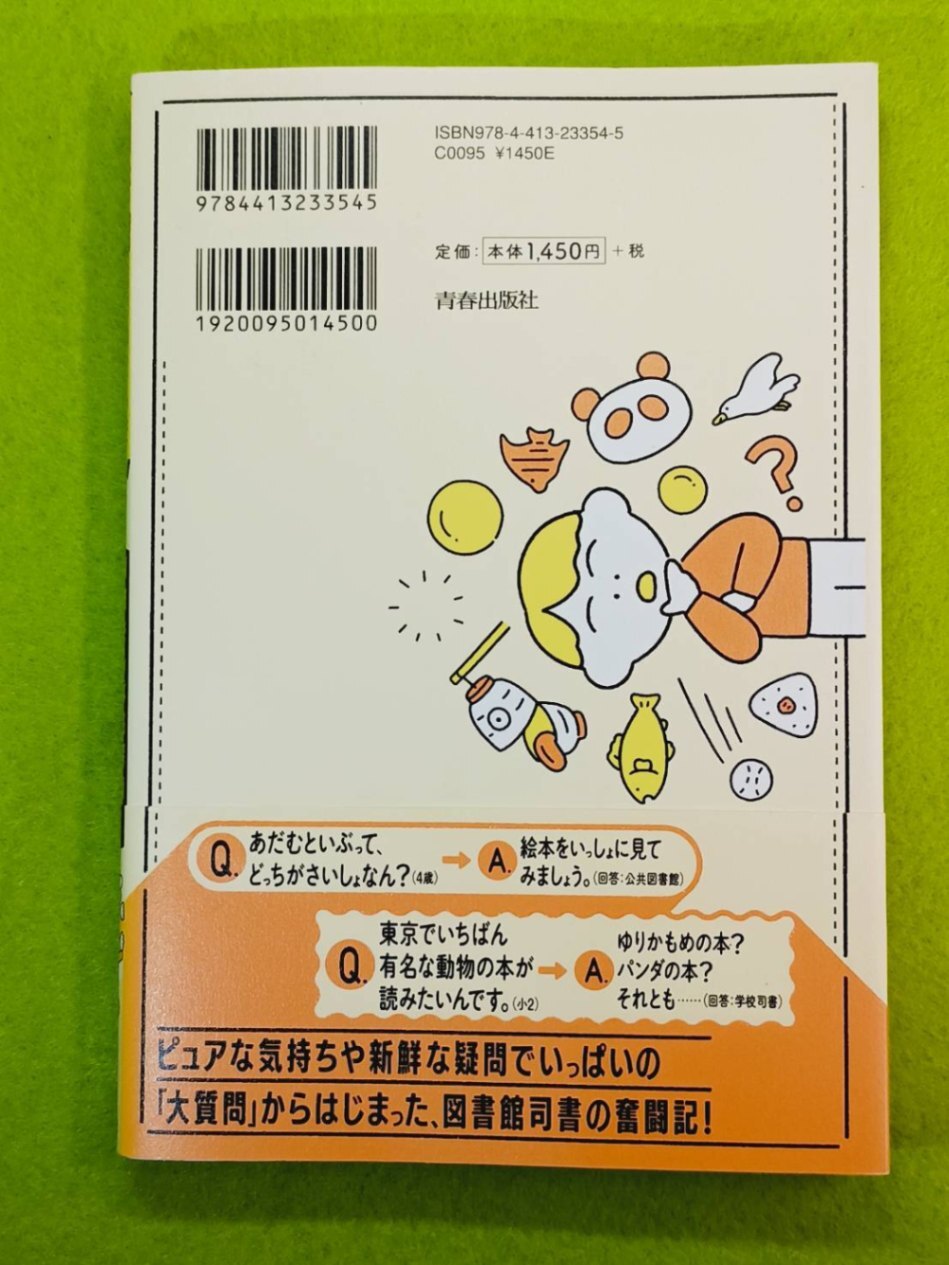 ISBN978-4-413-23354-5
C0095 ¥1450E
9784413233545
定価：本体1,450円＋税
青春出版社
1920095014500
?
Q. あだむといぶって、
どっちがさいしょなん？(4歳)
→ A. 絵本をいっしょに見て
みましょう。(回答：公共図書館)
Q. 東京でいちばん
有名な動物の本が
読みたいんです。(小2)
→ A. ゆりかもめの本？
パンダの本？
それとも……(回答：学校司書)
ピュアな気持ちや新鮮な疑問でいっぱいの
「大質問」からはじまった、図書館司書の奮闘記！